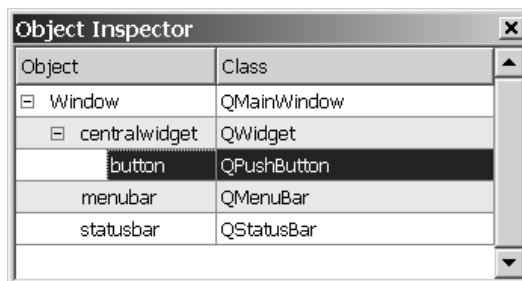 Object Inspector
Object Class
Window QMainWindow
centralwidget QWidget
button QPushButton
menubar QMenuBar
statusbar QStatusBar